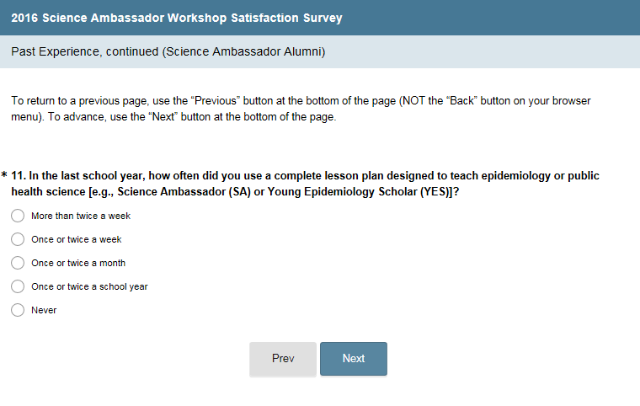 2016 Science Ambassador Workshop Satisfaction Survey
Past Experience, continued (Science Ambassador Alumni)
To return to a previous page, use the "Previous" button at the bottom of the page (NOT the "Back" button on your browser
menu). To advance, use the "Next" button at the bottom of the page.
* 11. In the last school year, how often did you use a complete lesson plan designed to teach epidemiology or public
health science [e.g., Science Ambassador (SA) or Young Epidemiology Scholar (YES)]?
More than twice a week
Once or twice a week
Once or twice a month
Once or twice a school year
Never
Prev
Next